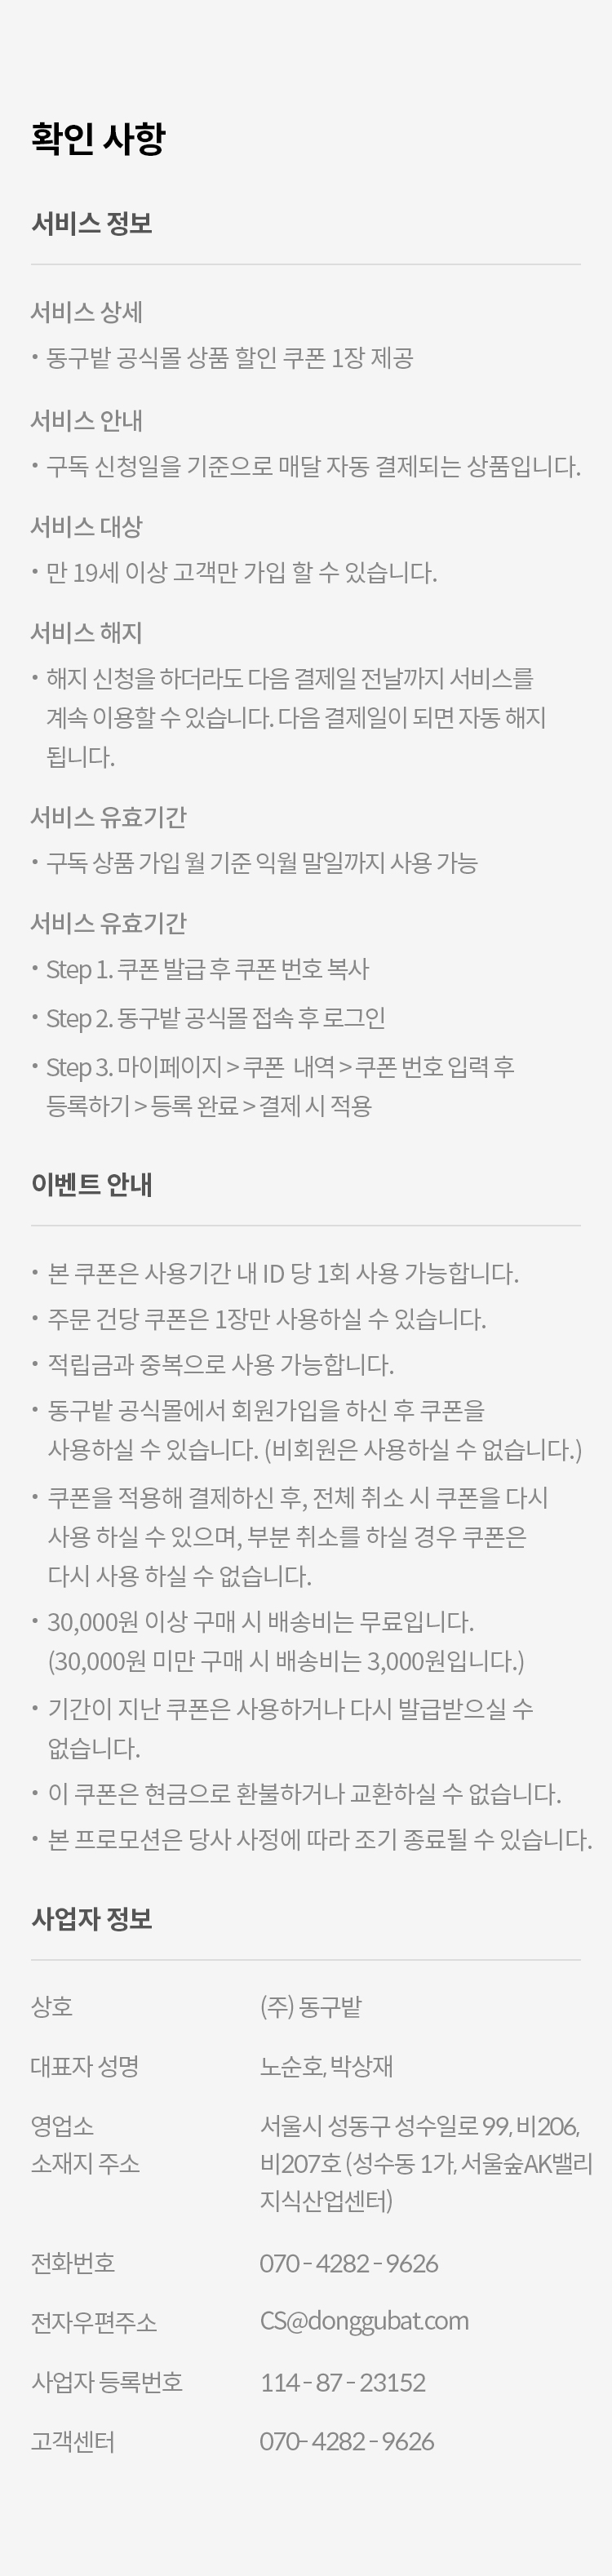 확인 사항
서비스 정보
서비스 상세
• 동구밭 공식몰 상품 할인 쿠폰 1장 제공
서비스 안내
• 구독 신청일을 기준으로 매달 자동 결제되는 상품입니다.
서비스 대상
• 만 19세 이상 고객만 가입 할 수 있습니다.
서비스 해지
• 해지 신청을 하더라도 다음 결제일 전날까지 서비스를
계속 이용할 수 있습니다. 다음 결제일이 되면 자동 해지
됩니다.
서비스 유효기간
• 구독 상품 가입 월 기준 익월 말일까지 사용 가능
서비스 유효기간
• Step 1. 쿠폰 발급 후 쿠폰 번호 복사
• Step 2. 동구밭 공식몰 접속 후 로그인
• Step 3. 마이페이지 > 쿠폰 내역 > 쿠폰 번호 입력 후
등록하기 > 등록 완료 > 결제 시 적용
이벤트 안내
• 본 쿠폰은 사용기간 내 ID 당 1회 사용 가능합니다.
• 주문 건당 쿠폰은 1장만 사용하실 수 있습니다.
• 적립금과 중복으로 사용 가능합니다.
• 동구밭 공식몰에서 회원가입을 하신 후 쿠폰을
사용하실 수 있습니다. (비회원은 사용하실 수 없습니다.)
• 쿠폰을 적용해 결제하신 후, 전체 취소 시 쿠폰을 다시
사용 하실 수 있으며, 부분 취소를 하실 경우 쿠폰은
다시 사용 하실 수 없습니다.
• 30,000원 이상 구매 시 배송비는 무료입니다.
(30,000원 미만 구매 시 배송비는 3,000원입니다.)
• 기간이 지난 쿠폰은 사용하거나 다시 발급받으실 수
없습니다.
• 이 쿠폰은 현금으로 환불하거나 교환하실 수 없습니다.
• 본 프로모션은 당사 사정에 따라 조기 종료될 수 있습니다.
사업자 정보
상호 (주) 동구밭
대표자 성명 노순호, 박상재
영업소 서울시 성동구 성수일로 99, 비206,
소재지 주소 비207호 (성수동 1가, 서울숲AK밸리
지식산업센터)
전화번호 070 - 4282 - 9626
전자우편주소 CS@donggubat.com
사업자 등록번호 114 - 87 - 23152
고객센터 070- 4282 - 9626